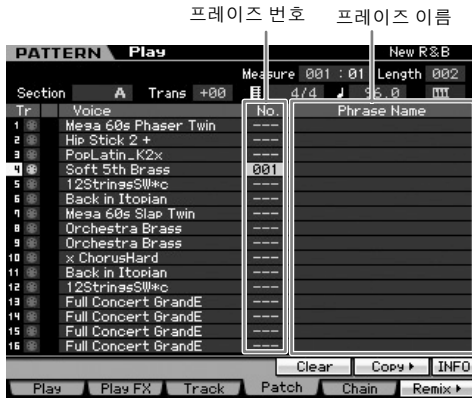 프레이즈 번호 프레이즈 이름
PATTERN Play New R&B
Measure 001 : 01 Length 002
Section A Trans +00 4/4 ♩ 96.0
Tr Voice No. Phrase Name
1 Mega 60s Phaser Twin ---
2 Hip Stick 2 + ---
3 PopLatin_K2x ---
4 Soft 5th Brass 001
5 12StringsSW*c ---
6 Back in Itopian ---
7 Mega 60s Slap Twin ---
8 Orchestra Brass ---
9 Orchestra Brass ---
10 x ChorusHard ---
11 Back in Itopian ---
12 12StringsSW*c ---
13 Full Concert GrandE ---
14 Full Concert GrandE ---
15 Full Concert GrandE ---
16 Full Concert GrandE ---
Clear Copy INFO
Play Play FX Track Patch Chain Remix